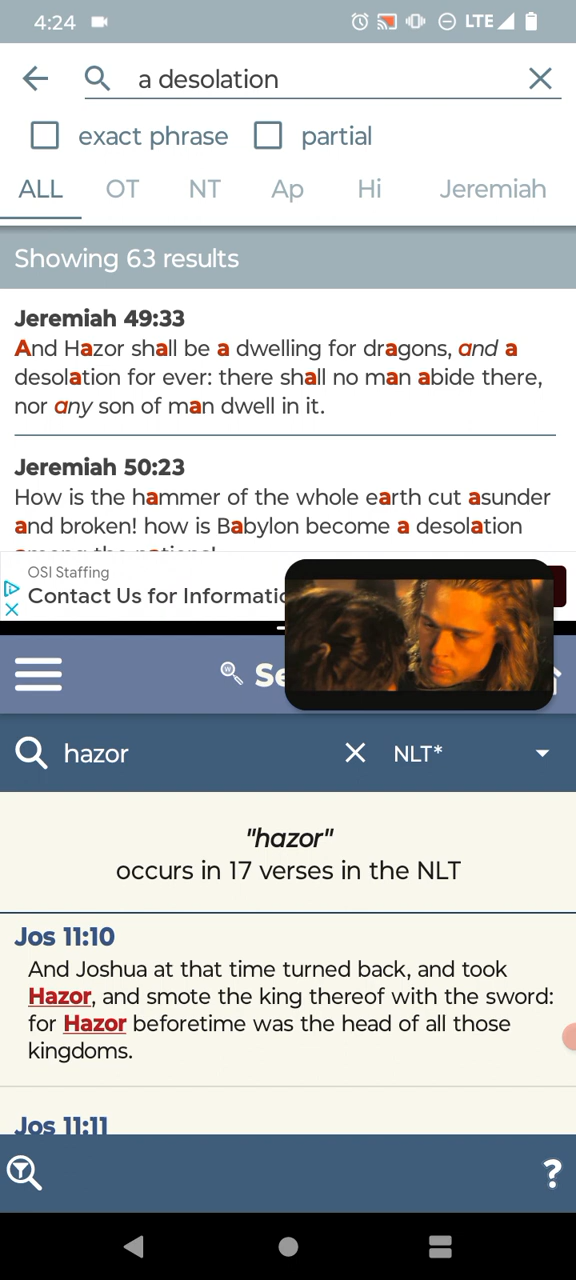 4:24 LTE
a desolation
exact phrase partial
ALL OT NT Ap Hi Jeremiah
Showing 63 results
Jeremiah 49:33
And Hazor shall be a dwelling for dragons, and a
desolation for ever: there shall no man abide there,
nor any son of man dwell in it.
Jeremiah 50:23
How is the hammer of the whole earth cut asunder
and broken! how is Babylon become a desolation
among the nations!
OSI Staffing
Contact Us for Informati
Se
hazor NLT*
"hazor"
occurs in 17 verses in the NLT
Jos 11:10
And Joshua at that time turned back, and took
Hazor, and smote the king thereof with the sword:
for Hazor beforetime was the head of all those
kingdoms.
Jos 11:11
?